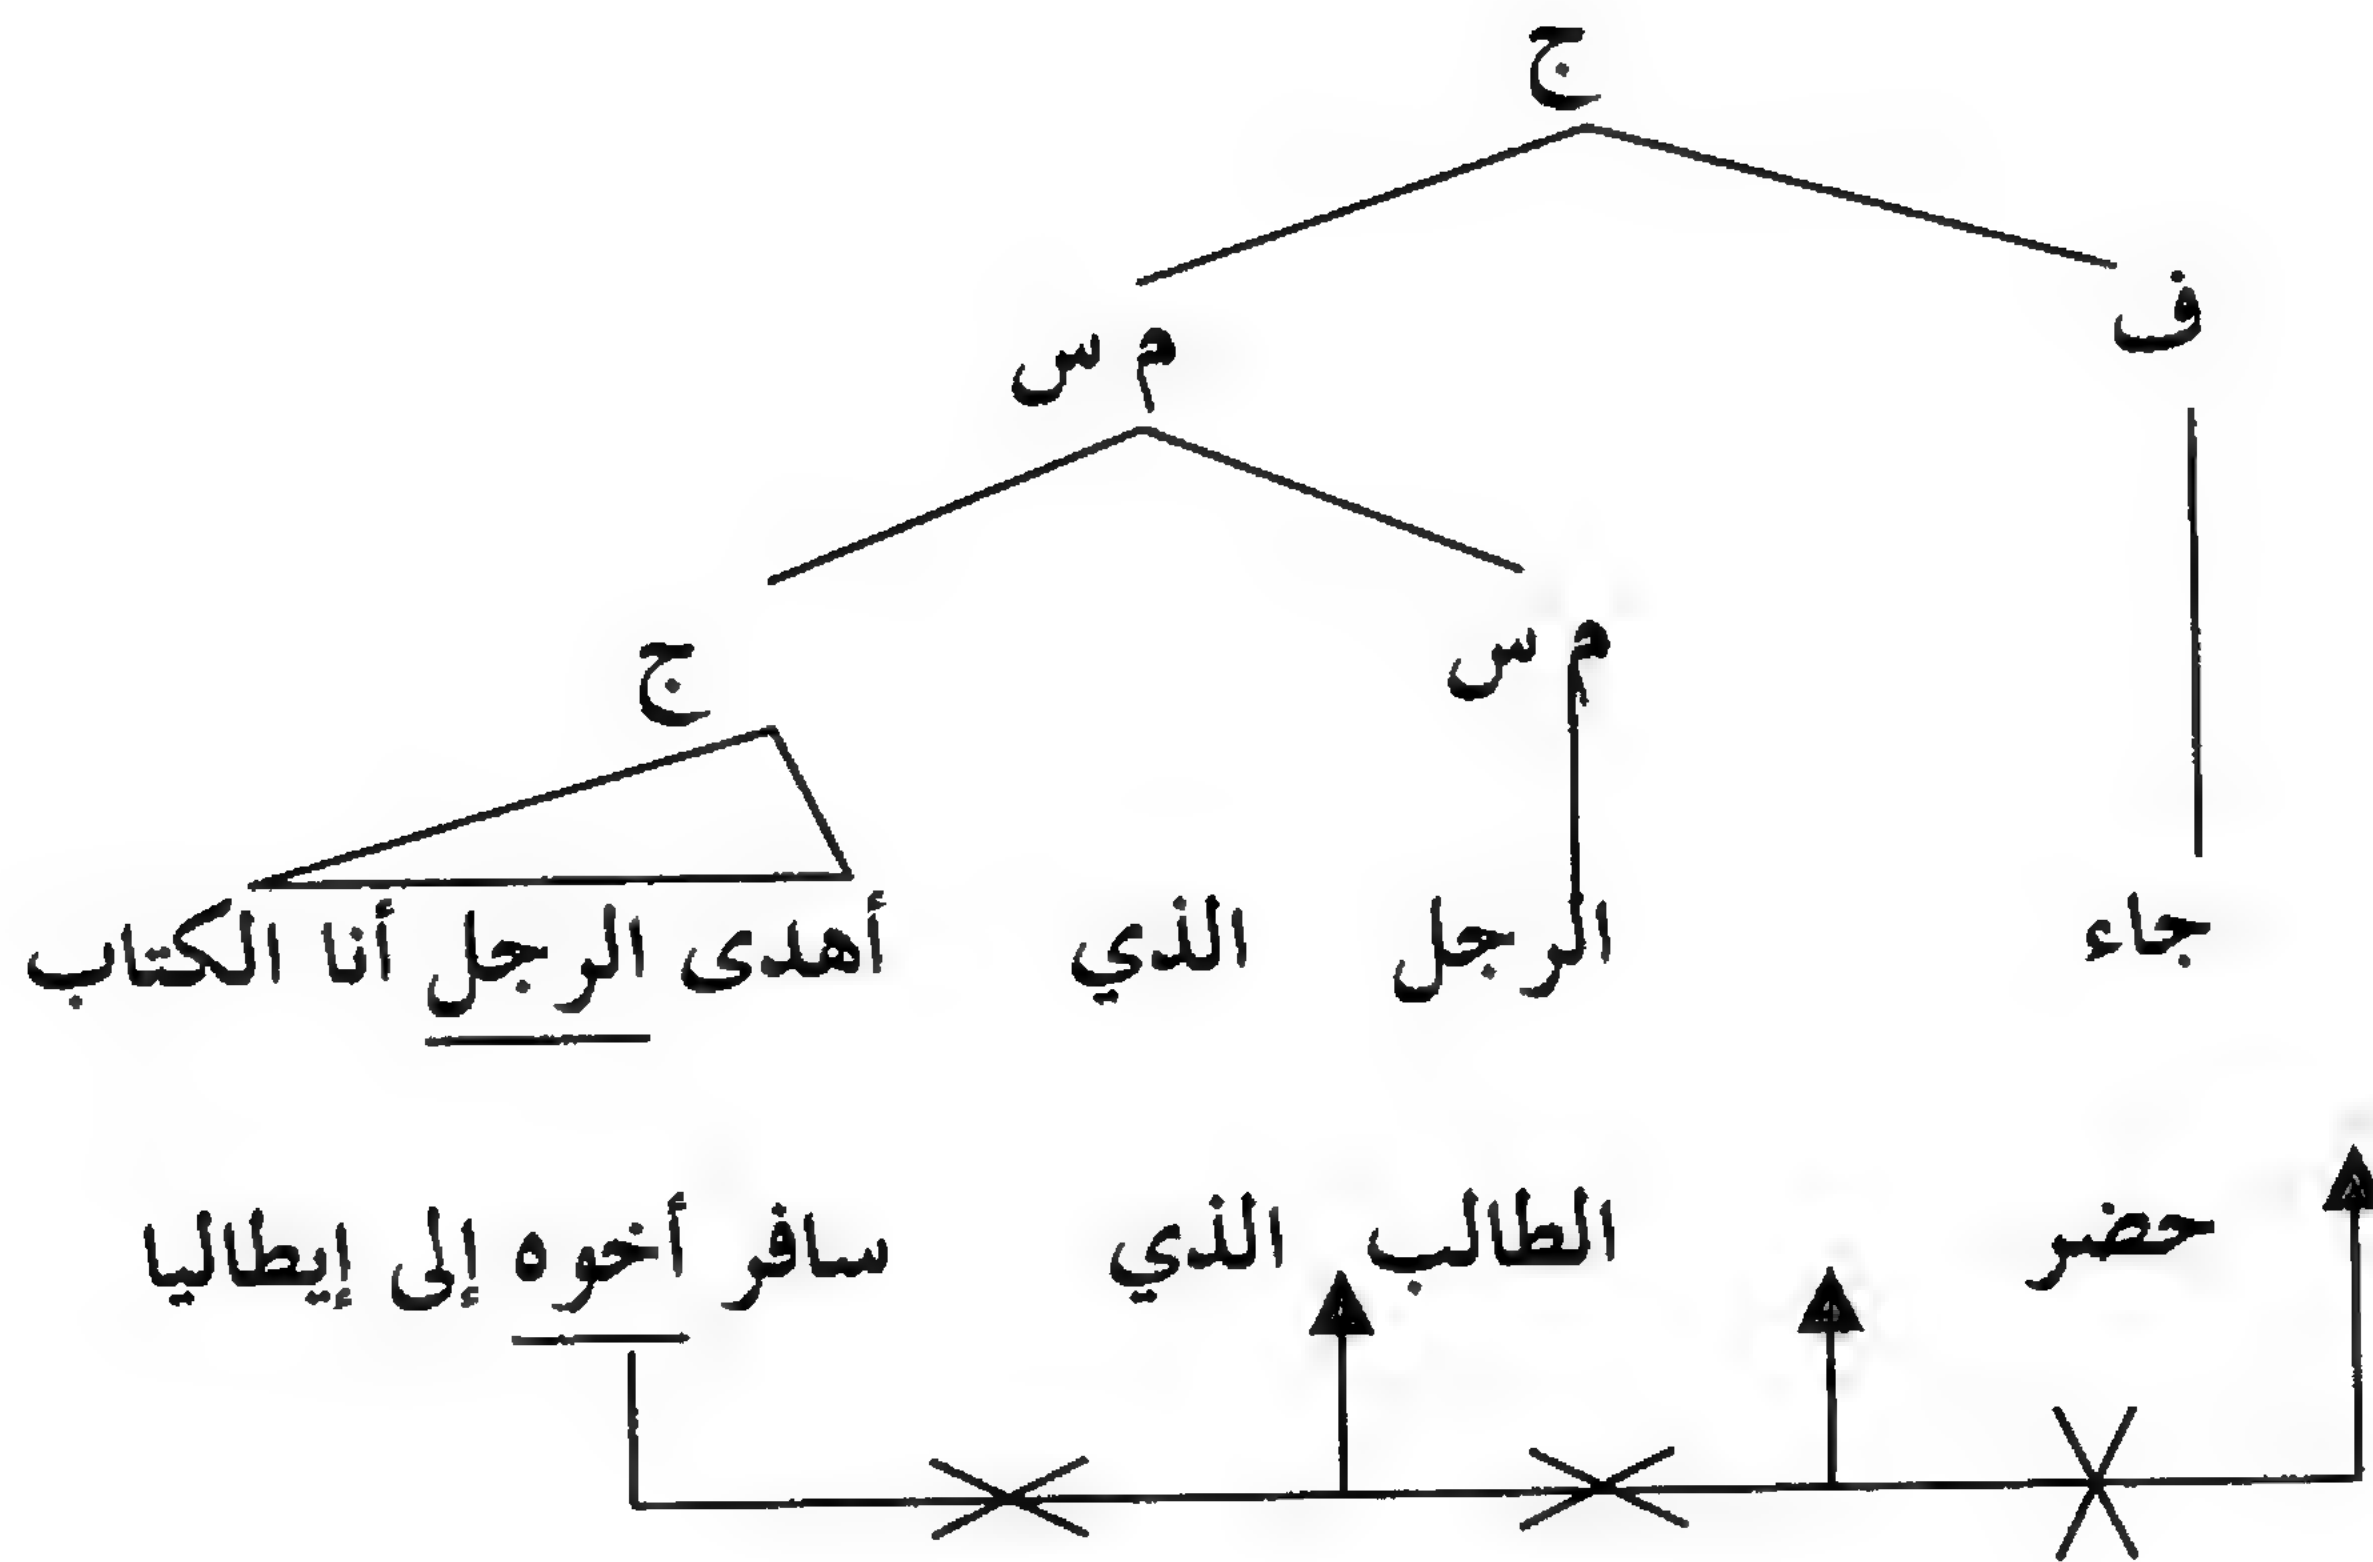 ج
ف
م س
م س
ج
جاء الرجل الذي أهدى الرجل أنا الكتاب
حضر الطالب الذي سافر أخوه إلى إيطاليا